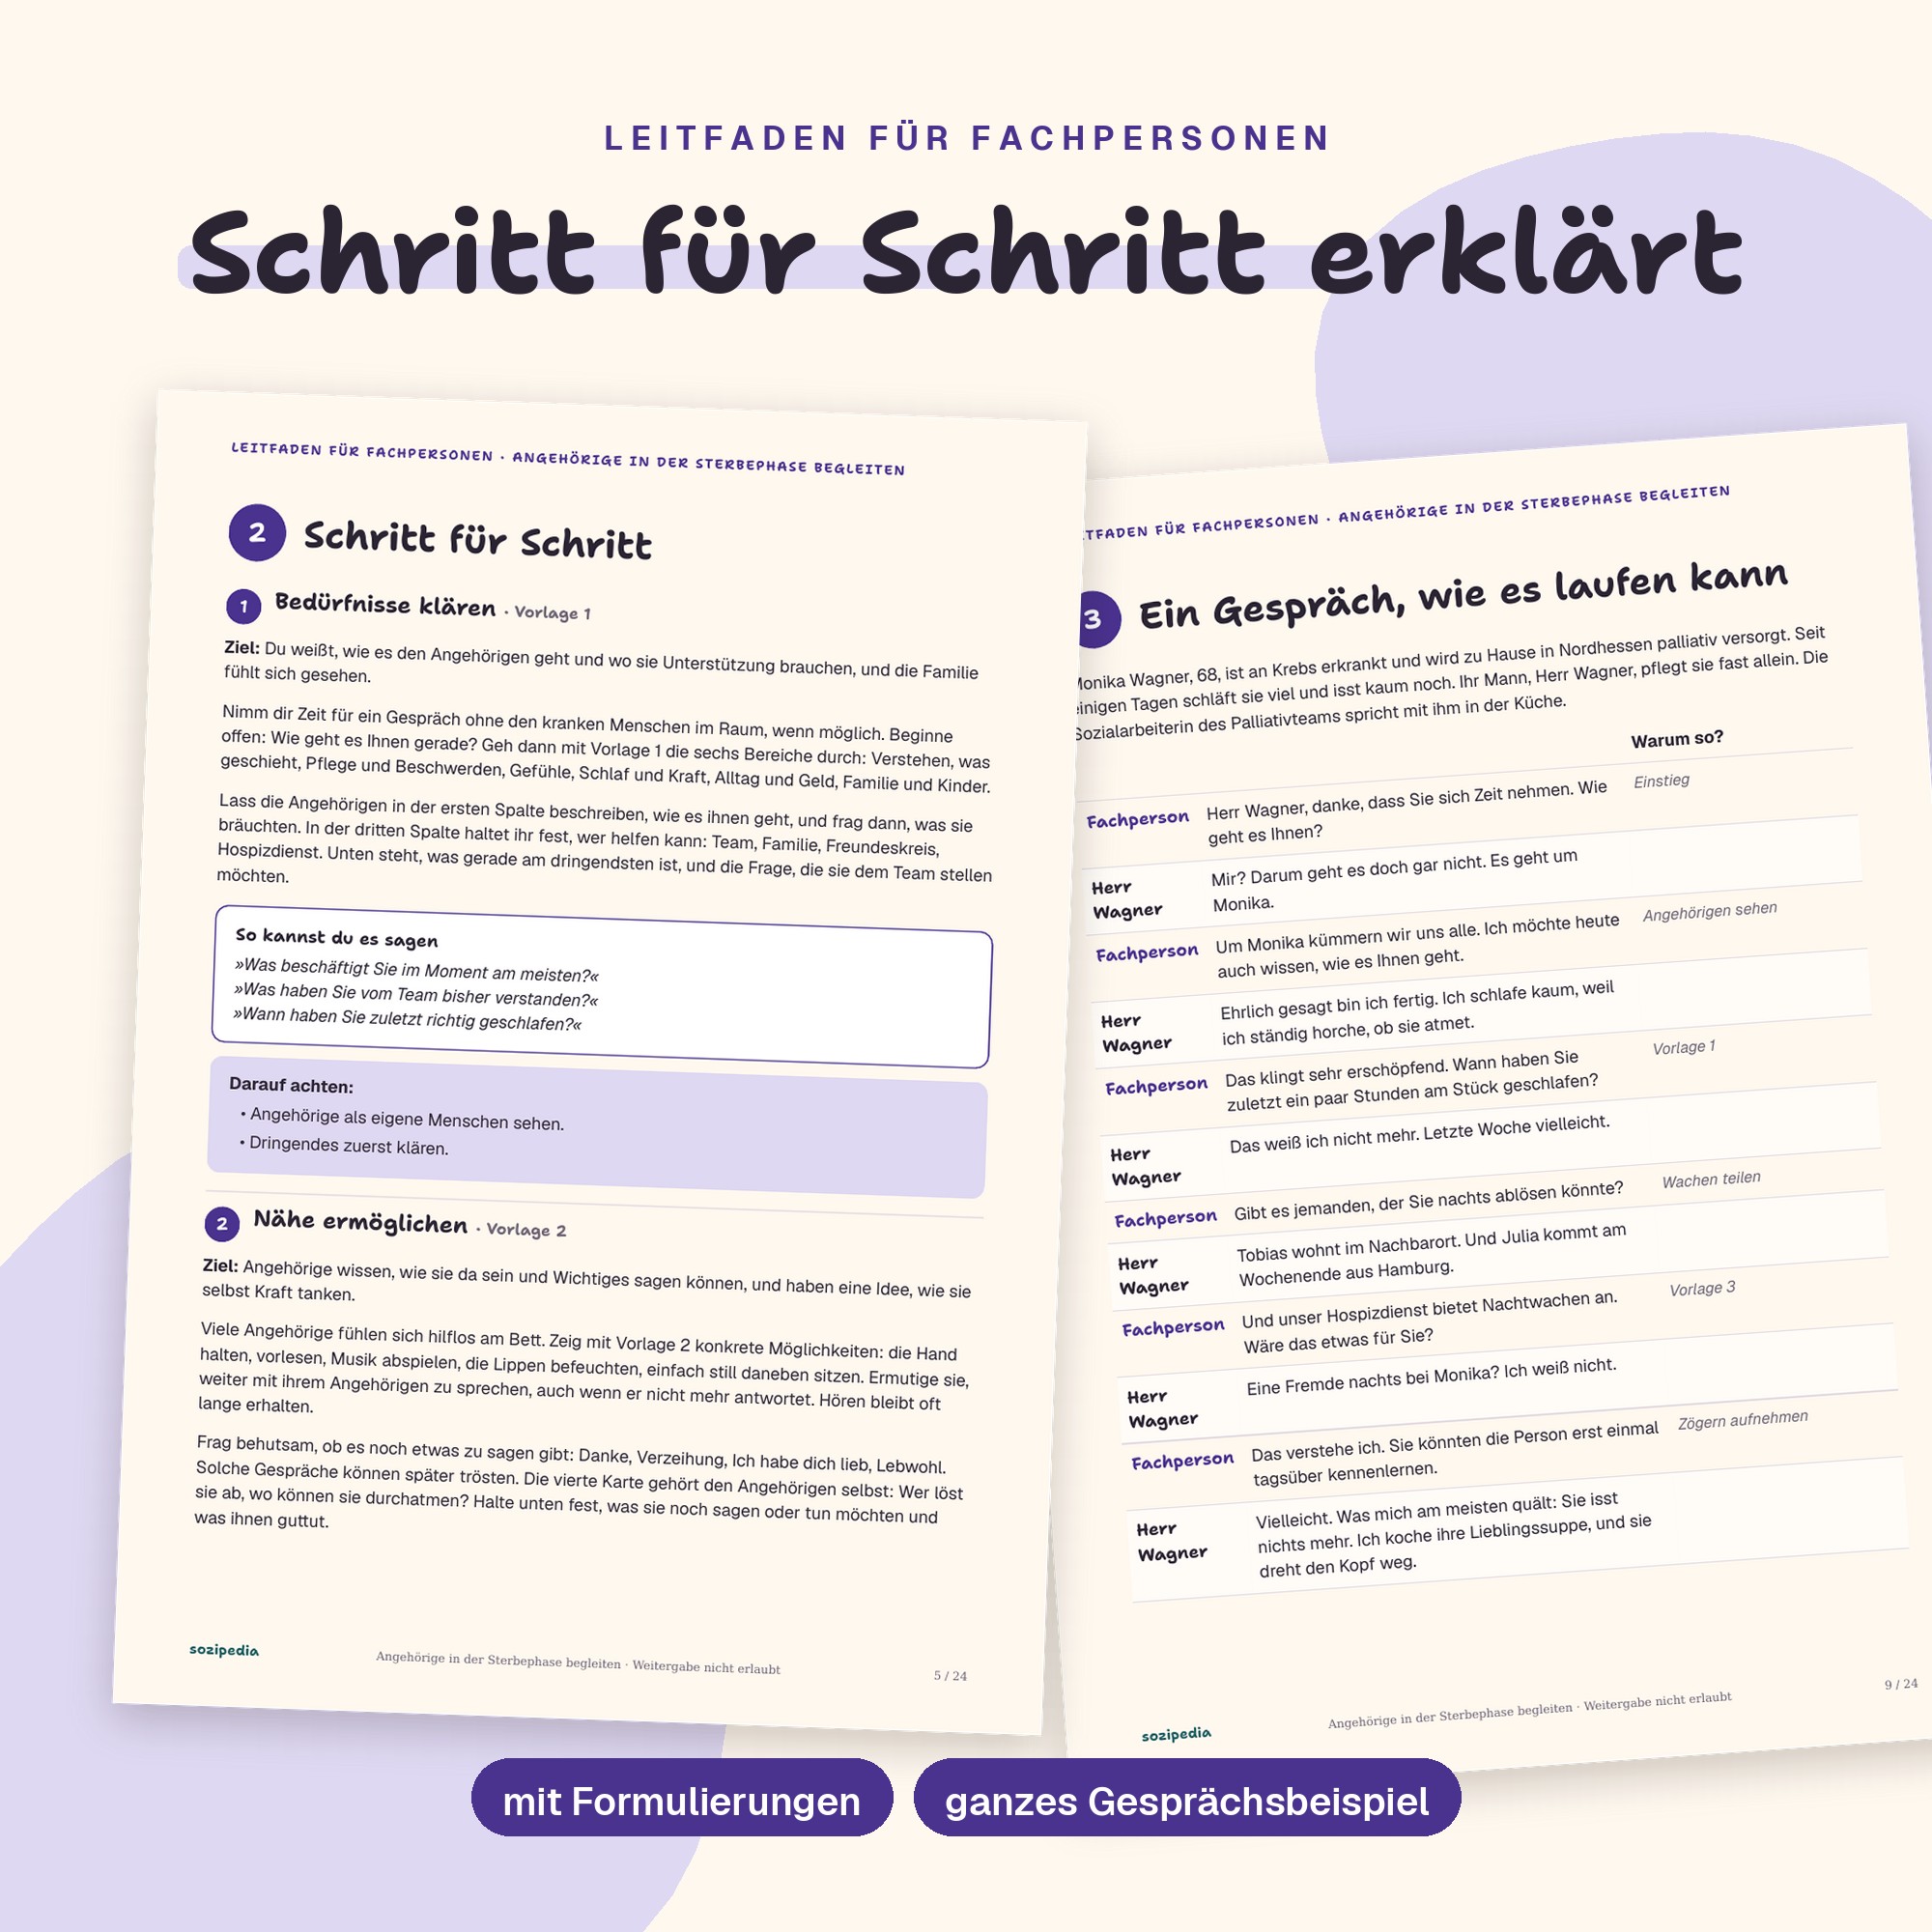 LEITFADEN FÜR FACHPERSONEN
Schritt für Schritt erklärt
LEITFADEN FÜR FACHPERSONEN · ANGEHÖRIGE IN DER STERBEPHASE BEGLEITEN
2 Schritt für Schritt
1 Bedürfnisse klären · Vorlage 1
Ziel: Du weißt, wie es den Angehörigen geht und wo sie Unterstützung brauchen, und die Familie
fühlt sich gesehen.
Nimm dir Zeit für ein Gespräch ohne den kranken Menschen im Raum, wenn möglich. Beginne
offen: Wie geht es Ihnen gerade? Geh dann mit Vorlage 1 die sechs Bereiche durch: Verstehen, was
geschieht, Pflege und Beschwerden, Gefühle, Schlaf und Kraft, Alltag und Geld, Familie und Kinder.
Lass die Angehörigen in der ersten Spalte beschreiben, wie es ihnen geht, und frag dann, was sie
bräuchten. In der dritten Spalte haltet ihr fest, wer helfen kann: Team, Familie, Freundeskreis,
Hospizdienst. Unten steht, was gerade am dringendsten ist, und die Frage, die sie dem Team stellen
möchten.
So kannst du es sagen
»Was beschäftigt Sie im Moment am meisten?«
»Was haben Sie vom Team bisher verstanden?«
»Wann haben Sie zuletzt richtig geschlafen?«
Darauf achten:
• Angehörige als eigene Menschen sehen.
• Dringendes zuerst klären.
2 Nähe ermöglichen · Vorlage 2
Ziel: Angehörige wissen, wie sie da sein und Wichtiges sagen können, und haben eine Idee, wie sie
selbst Kraft tanken.
Viele Angehörige fühlen sich hilflos am Bett. Zeig mit Vorlage 2 konkrete Möglichkeiten: die Hand
halten, vorlesen, Musik abspielen, die Lippen befeuchten, einfach still daneben sitzen. Ermutige sie,
weiter mit ihrem Angehörigen zu sprechen, auch wenn er nicht mehr antwortet. Hören bleibt oft
lange erhalten.
Frag behutsam, ob es noch etwas zu sagen gibt: Danke, Verzeihung, Ich habe dich lieb, Lebwohl.
Solche Gespräche können später trösten. Die vierte Karte gehört den Angehörigen selbst: Wer löst
sie ab, wo können sie durchatmen? Halte unten fest, was sie noch sagen oder tun möchten und
was ihnen guttut.
sozipedia
Angehörige in der Sterbephase begleiten · Weitergabe nicht erlaubt
5 / 24
FÜR FACHPERSONEN · ANGEHÖRIGE IN DER STERBEPHASE BEGLEITEN
3 Ein Gespräch, wie es laufen kann
Monika Wagner, 68, ist an Krebs erkrankt und wird zu Hause in Nordhessen palliativ versorgt. Seit
einigen Tagen schläft sie viel und isst kaum noch. Ihr Mann, Herr Wagner, pflegt sie fast allein. Die
Sozialarbeiterin des Palliativteams spricht mit ihm in der Küche.
Warum so?
Fachperson Herr Wagner, danke, dass Sie sich Zeit nehmen. Wie Einstieg
geht es Ihnen?
Herr Mir? Darum geht es doch gar nicht. Es geht um
Wagner Monika.
Fachperson Um Monika kümmern wir uns alle. Ich möchte heute Angehörigen sehen
auch wissen, wie es Ihnen geht.
Herr Ehrlich gesagt bin ich fertig. Ich schlafe kaum, weil
Wagner ich ständig horche, ob sie atmet.
Fachperson Das klingt sehr erschöpfend. Wann haben Sie Vorlage 1
zuletzt ein paar Stunden am Stück geschlafen?
Herr Das weiß ich nicht mehr. Letzte Woche vielleicht.
Wagner
Fachperson Gibt es jemanden, der Sie nachts ablösen könnte? Wachen teilen
Herr Tobias wohnt im Nachbarort. Und Julia kommt am
Wagner Wochenende aus Hamburg.
Fachperson Und unser Hospizdienst bietet Nachtwachen an. Vorlage 3
Wäre das etwas für Sie?
Herr Eine Fremde nachts bei Monika? Ich weiß nicht.
Wagner
Fachperson Das verstehe ich. Sie könnten die Person erst einmal Zögern aufnehmen
tagsüber kennenlernen.
Herr Vielleicht. Was mich am meisten quält: Sie isst
Wagner nichts mehr. Ich koche ihre Lieblingssuppe, und sie
dreht den Kopf weg.
sozipedia
Angehörige in der Sterbephase begleiten · Weitergabe nicht erlaubt
9 / 24
mit Formulierungen
ganzes Gesprächsbeispiel